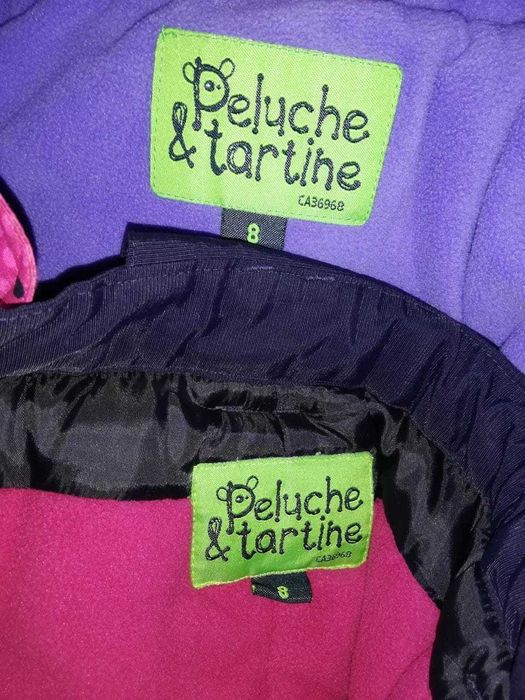 Peluche
& tartine
CA36968
8
Peluche
& tartine
CA36968
8